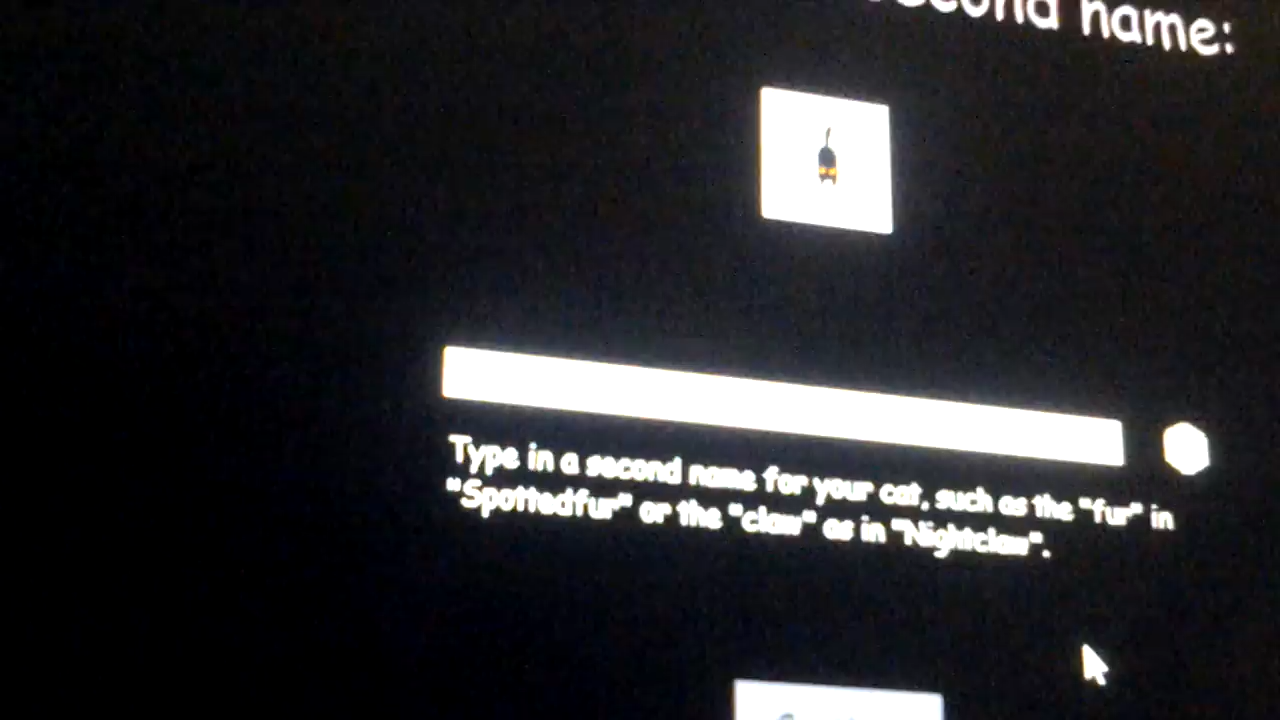 second name:
Type in a second name for your cat, such as the "fur" in
"Spottedfur" or the "claw" as in "Nightclaw".